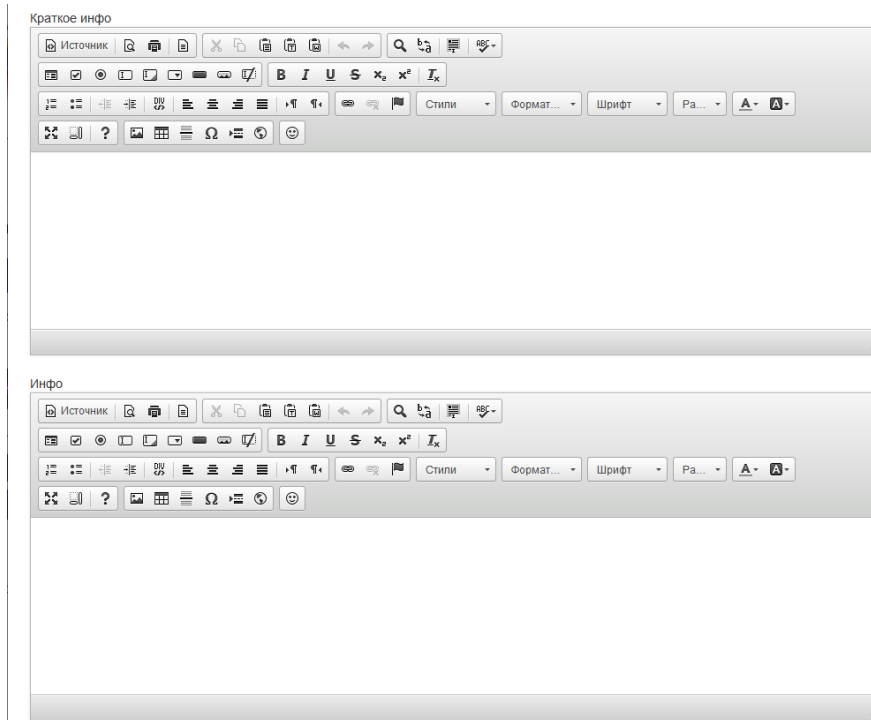 Краткое инфо
Источник
Стили Формат... Шрифт Ра...
Инфо
Источник
Стили Формат... Шрифт Ра...